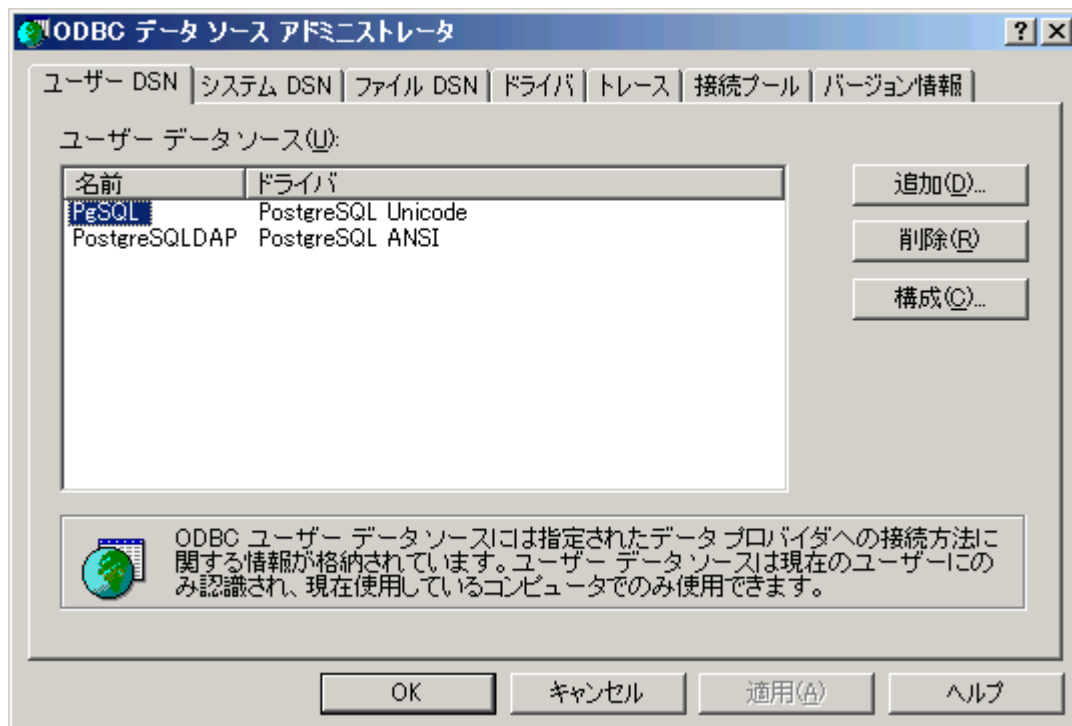 ODBC データ ソース アドミニストレータ
ユーザー DSN システム DSN ファイル DSN ドライバ トレース 接続プール バージョン情報
ユーザー データ ソース(U):
名前 ドライバ
PgSQL PostgreSQL Unicode
PostgreSQLDAP PostgreSQL ANSI
追加(D)...
削除(R)
構成(C)...
ODBC ユーザー データ ソースには指定されたデータ プロバイダへの接続方法に
関する情報が格納されています。ユーザー データ ソースは現在のユーザーにの
み認識され、現在使用しているコンピュータでのみ使用できます。
OK キャンセル 適用(A) ヘルプ